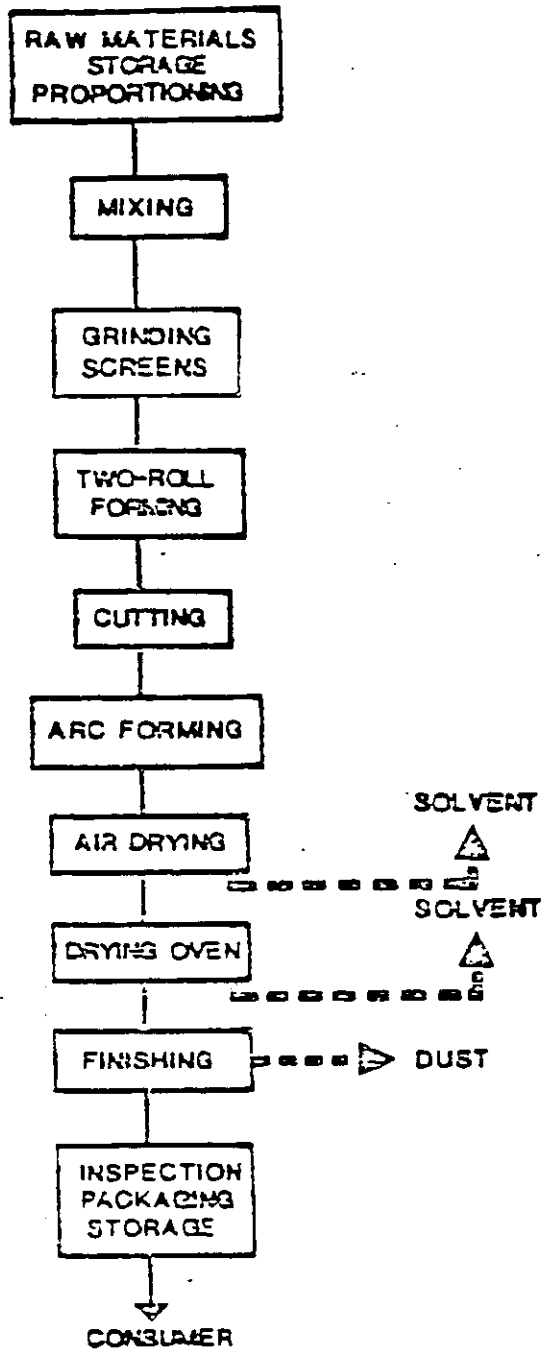 RAW MATERIALS
STORAGE
PROPORTIONING
MIXING
GRINDING
SCREENS
TWO-ROLL
FORMING
CUTTING
ARC FORMING
AIR DRYING
SOLVENT
DRYING OVEN
SOLVENT
FINISHING
DUST
INSPECTION
PACKAGING
STORAGE
CONSUMER